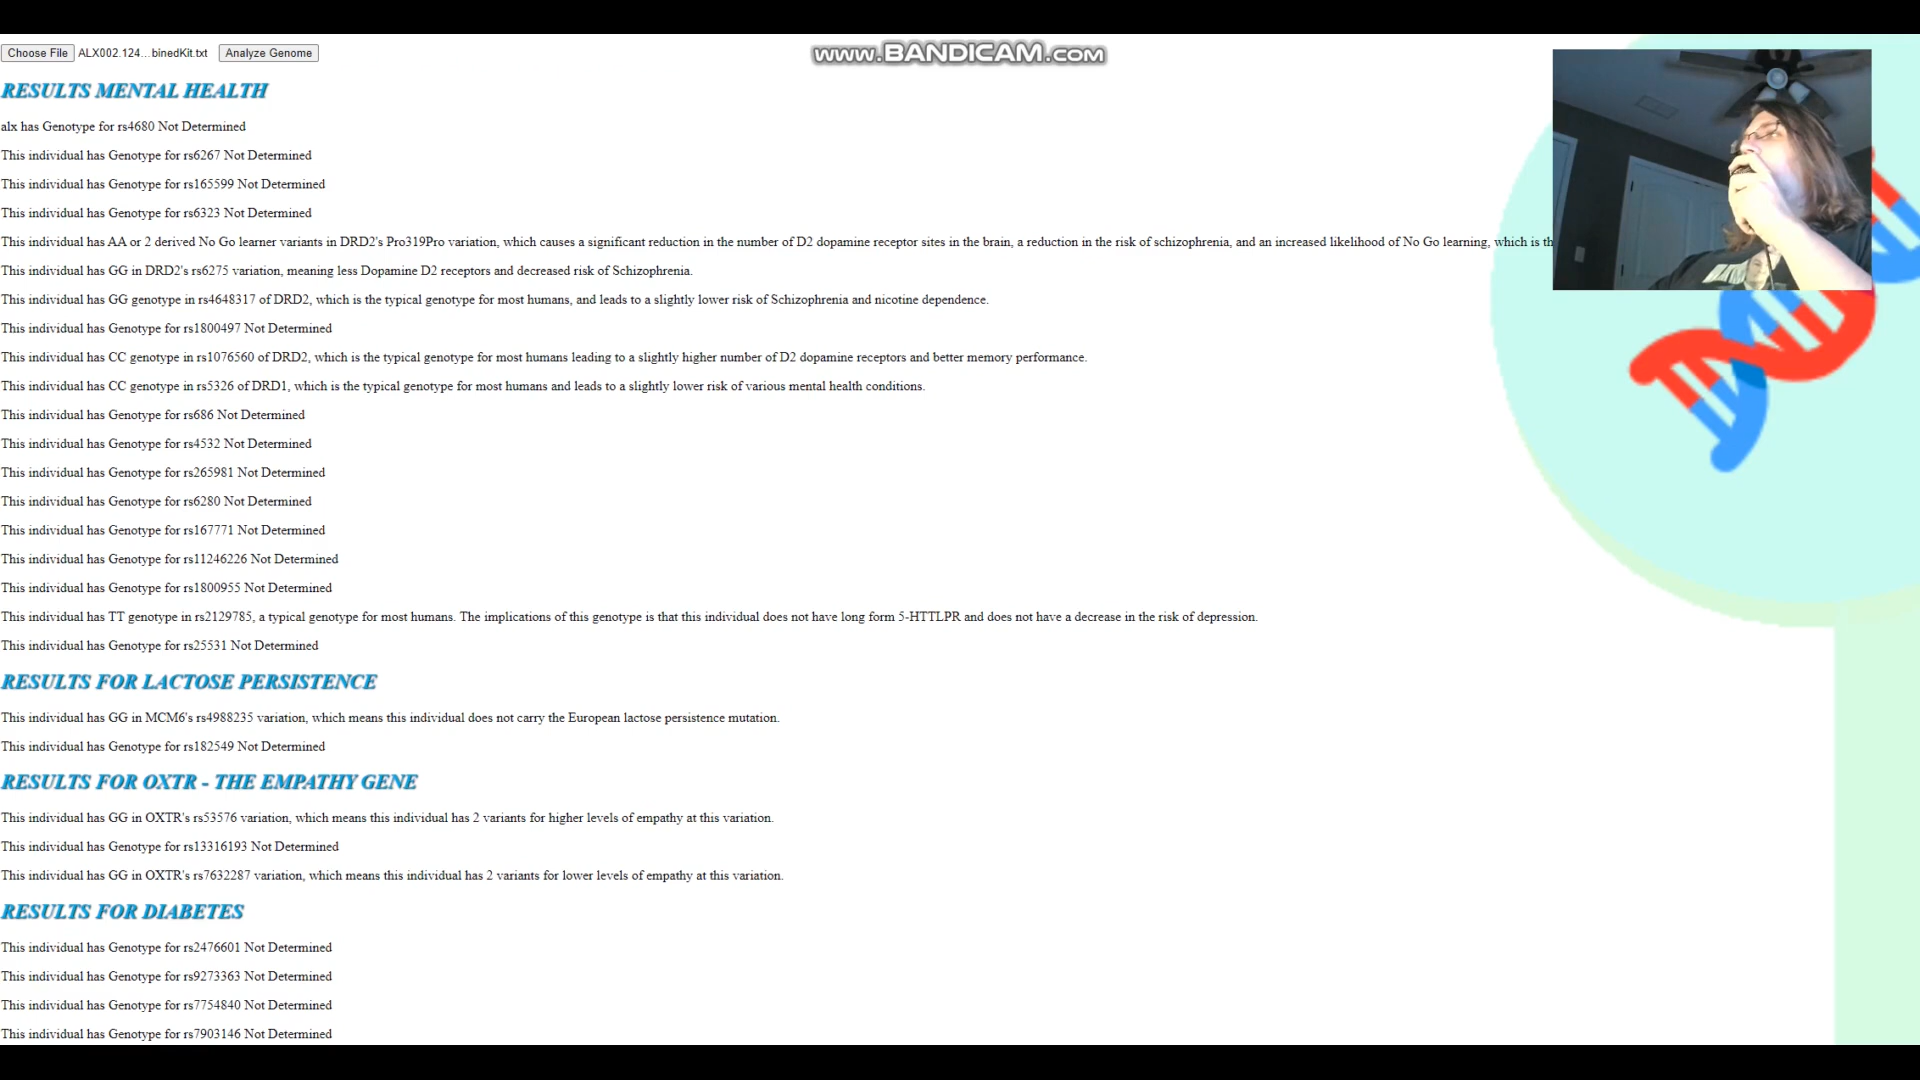 www.BANDICAM.com
Choose File ALX002.124...binedKit.txt Analyze Genome
RESULTS MENTAL HEALTH
alx has Genotype for rs4680 Not Determined
This individual has Genotype for rs6267 Not Determined
This individual has Genotype for rs165599 Not Determined
This individual has Genotype for rs6323 Not Determined
This individual has AA or 2 derived No Go learner variants in DRD2's Pro319Pro variation, which causes a significant reduction in the number of D2 dopamine receptor sites in the brain, a reduction in the risk of schizophrenia, and an increased likelihood of No Go learning, which is th
This individual has GG in DRD2's rs6275 variation, meaning less Dopamine D2 receptors and decreased risk of Schizophrenia.
This individual has GG genotype in rs4648317 of DRD2, which is the typical genotype for most humans, and leads to a slightly lower risk of Schizophrenia and nicotine dependence.
This individual has Genotype for rs1800497 Not Determined
This individual has CC genotype in rs1076560 of DRD2, which is the typical genotype for most humans leading to a slightly higher number of D2 dopamine receptors and better memory performance.
This individual has CC genotype in rs5326 of DRD1, which is the typical genotype for most humans and leads to a slightly lower risk of various mental health conditions.
This individual has Genotype for rs686 Not Determined
This individual has Genotype for rs4532 Not Determined
This individual has Genotype for rs265981 Not Determined
This individual has Genotype for rs6280 Not Determined
This individual has Genotype for rs167771 Not Determined
This individual has Genotype for rs11246226 Not Determined
This individual has Genotype for rs1800955 Not Determined
This individual has TT genotype in rs2129785, a typical genotype for most humans. The implications of this genotype is that this individual does not have long form 5-HTTLPR and does not have a decrease in the risk of depression.
This individual has Genotype for rs25531 Not Determined
RESULTS FOR LACTOSE PERSISTENCE
This individual has GG in MCM6's rs4988235 variation, which means this individual does not carry the European lactose persistence mutation.
This individual has Genotype for rs182549 Not Determined
RESULTS FOR OXTR - THE EMPATHY GENE
This individual has GG in OXTR's rs53576 variation, which means this individual has 2 variants for higher levels of empathy at this variation.
This individual has Genotype for rs13316193 Not Determined
This individual has GG in OXTR's rs7632287 variation, which means this individual has 2 variants for lower levels of empathy at this variation.
RESULTS FOR DIABETES
This individual has Genotype for rs2476601 Not Determined
This individual has Genotype for rs9273363 Not Determined
This individual has Genotype for rs7754840 Not Determined
This individual has Genotype for rs7903146 Not Determined